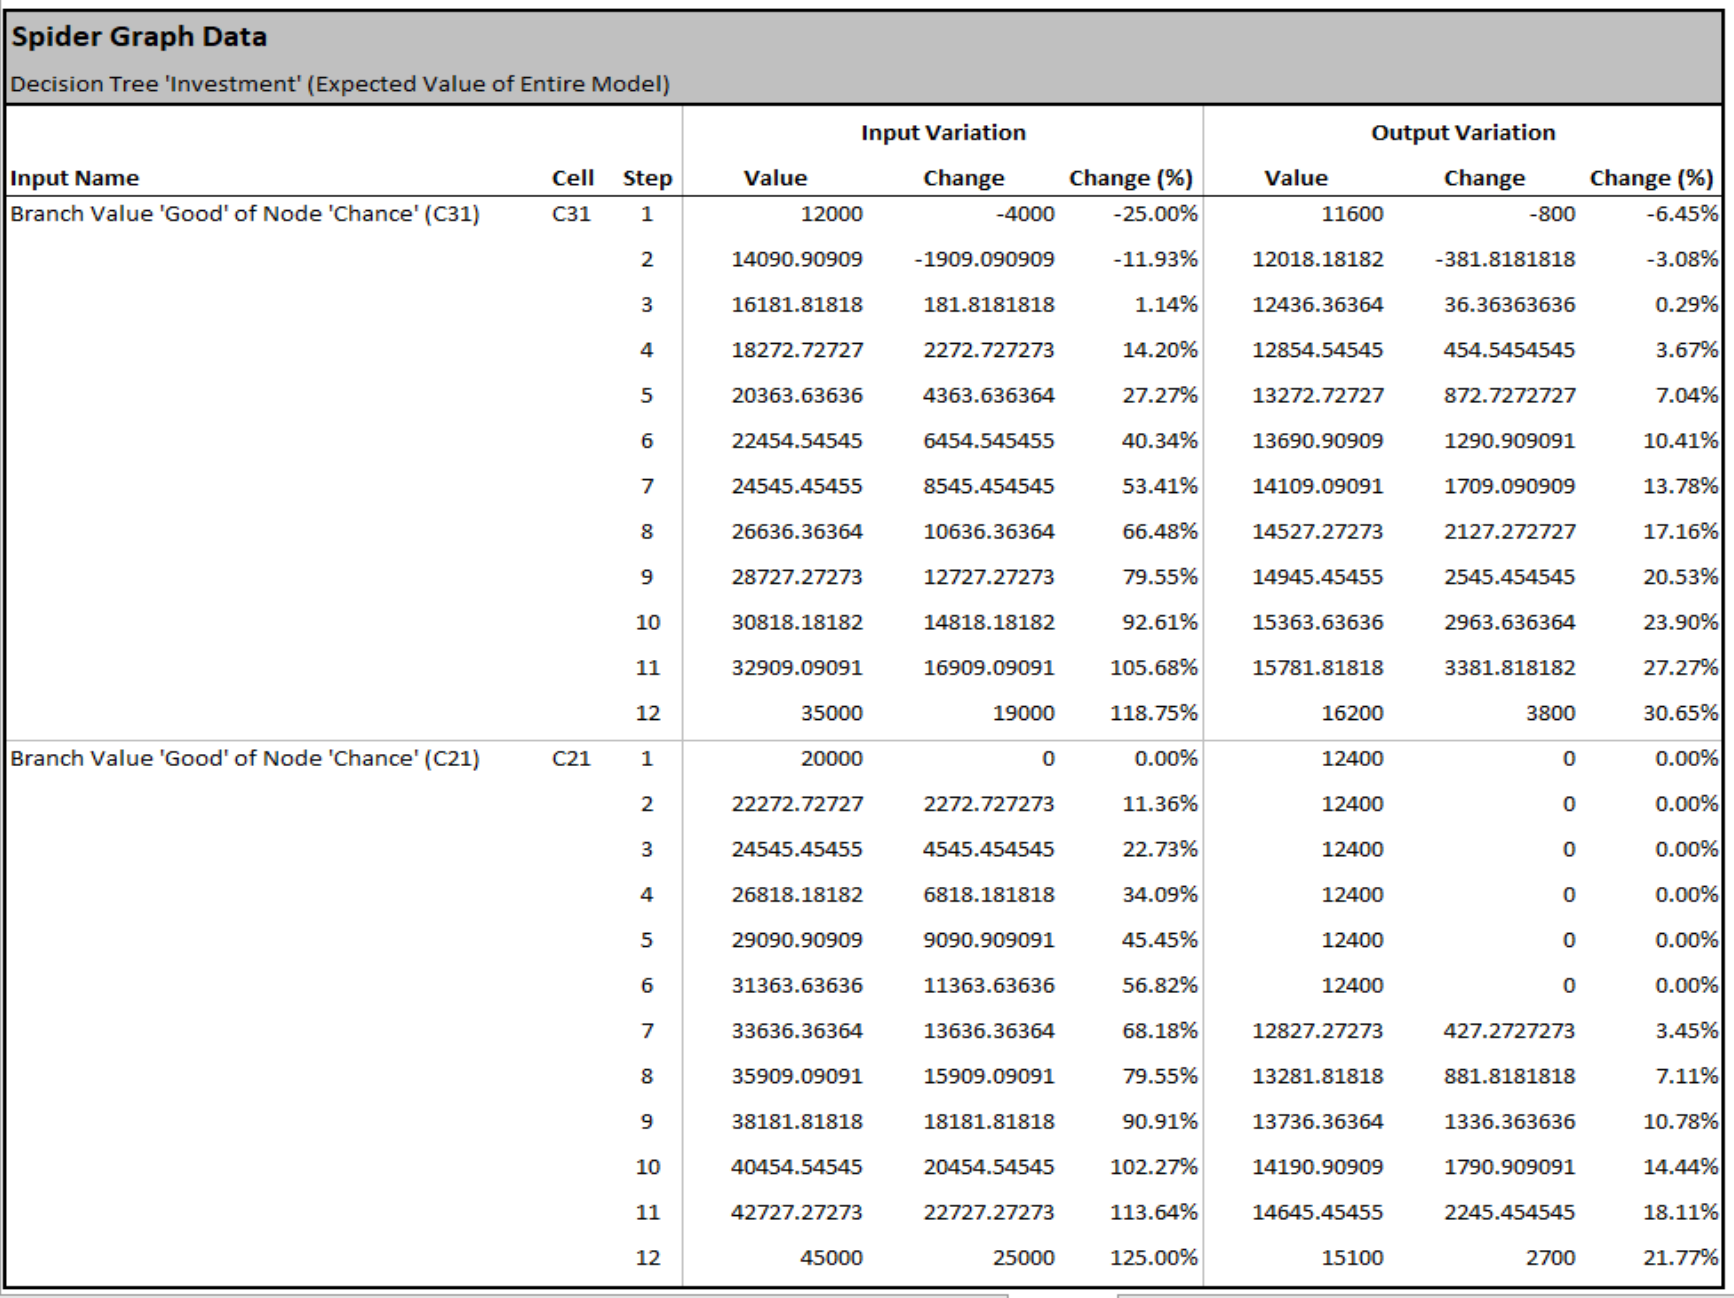 Spider Graph Data
Decision Tree 'Investment' (Expected Value of Entire Model)
Input Variation Output Variation
Input Name Cell Step Value Change Change (%) Value Change Change (%)
Branch Value 'Good' of Node 'Chance' (C31) C31 1 12000 -4000 -25.00% 11600 -800 -6.45%
2 14090.90909 -1909.090909 -11.93% 12018.18182 -381.8181818 -3.08%
3 16181.81818 181.8181818 1.14% 12436.36364 36.36363636 0.29%
4 18272.72727 2272.727273 14.20% 12854.54545 454.5454545 3.67%
5 20363.63636 4363.636364 27.27% 13272.72727 872.7272727 7.04%
6 22454.54545 6454.545455 40.34% 13690.90909 1290.909091 10.41%
7 24545.45455 8545.454545 53.41% 14109.09091 1709.090909 13.78%
8 26636.36364 10636.36364 66.48% 14527.27273 2127.272727 17.16%
9 28727.27273 12727.27273 79.55% 14945.45455 2545.454545 20.53%
10 30818.18182 14818.18182 92.61% 15363.63636 2963.636364 23.90%
11 32909.09091 16909.09091 105.68% 15781.81818 3381.818182 27.27%
12 35000 19000 118.75% 16200 3800 30.65%
Branch Value 'Good' of Node 'Chance' (C21) C21 1 20000 0 0.00% 12400 0 0.00%
2 22272.72727 2272.727273 11.36% 12400 0 0.00%
3 24545.45455 4545.454545 22.73% 12400 0 0.00%
4 26818.18182 6818.181818 34.09% 12400 0 0.00%
5 29090.90909 9090.909091 45.45% 12400 0 0.00%
6 31363.63636 11363.63636 56.82% 12400 0 0.00%
7 33636.36364 13636.36364 68.18% 12827.27273 427.2727273 3.45%
8 35909.09091 15909.09091 79.55% 13281.81818 881.8181818 7.11%
9 38181.81818 18181.81818 90.91% 13736.36364 1336.363636 10.78%
10 40454.54545 20454.54545 102.27% 14190.90909 1790.909091 14.44%
11 42727.27273 22727.27273 113.64% 14645.45455 2245.454545 18.11%
12 45000 25000 125.00% 15100 2700 21.77%